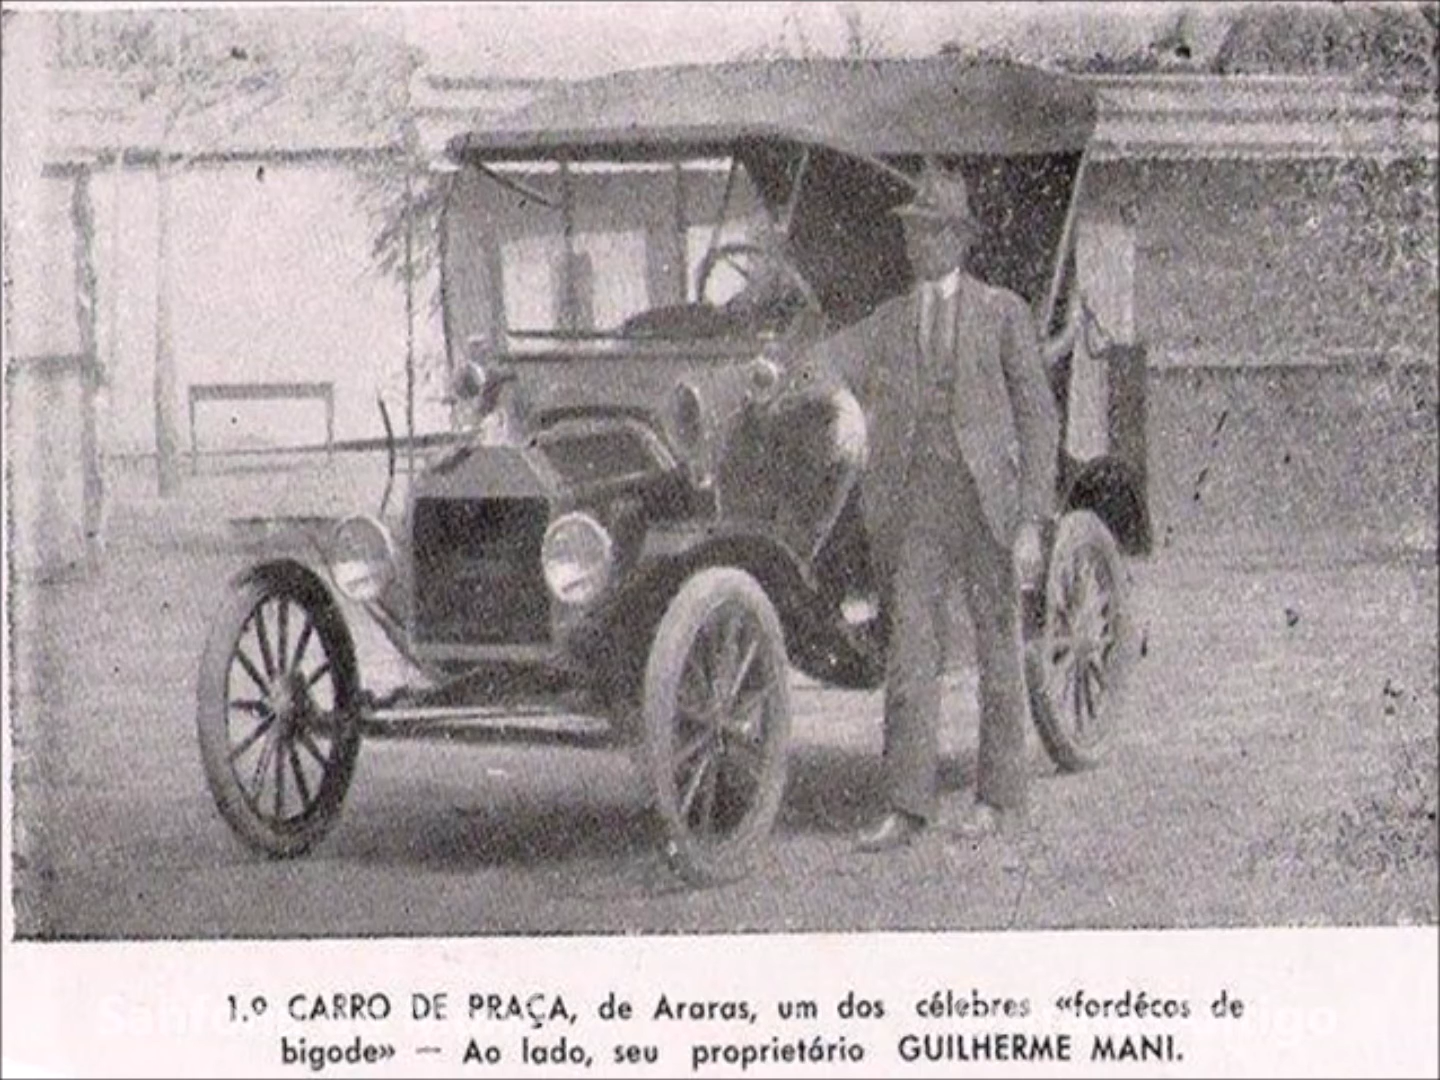 1.º CARRO DE PRAÇA, de Araras, um dos célebres «fordécos de
bigode» — Ao lado, seu proprietário GUILHERME MANI.